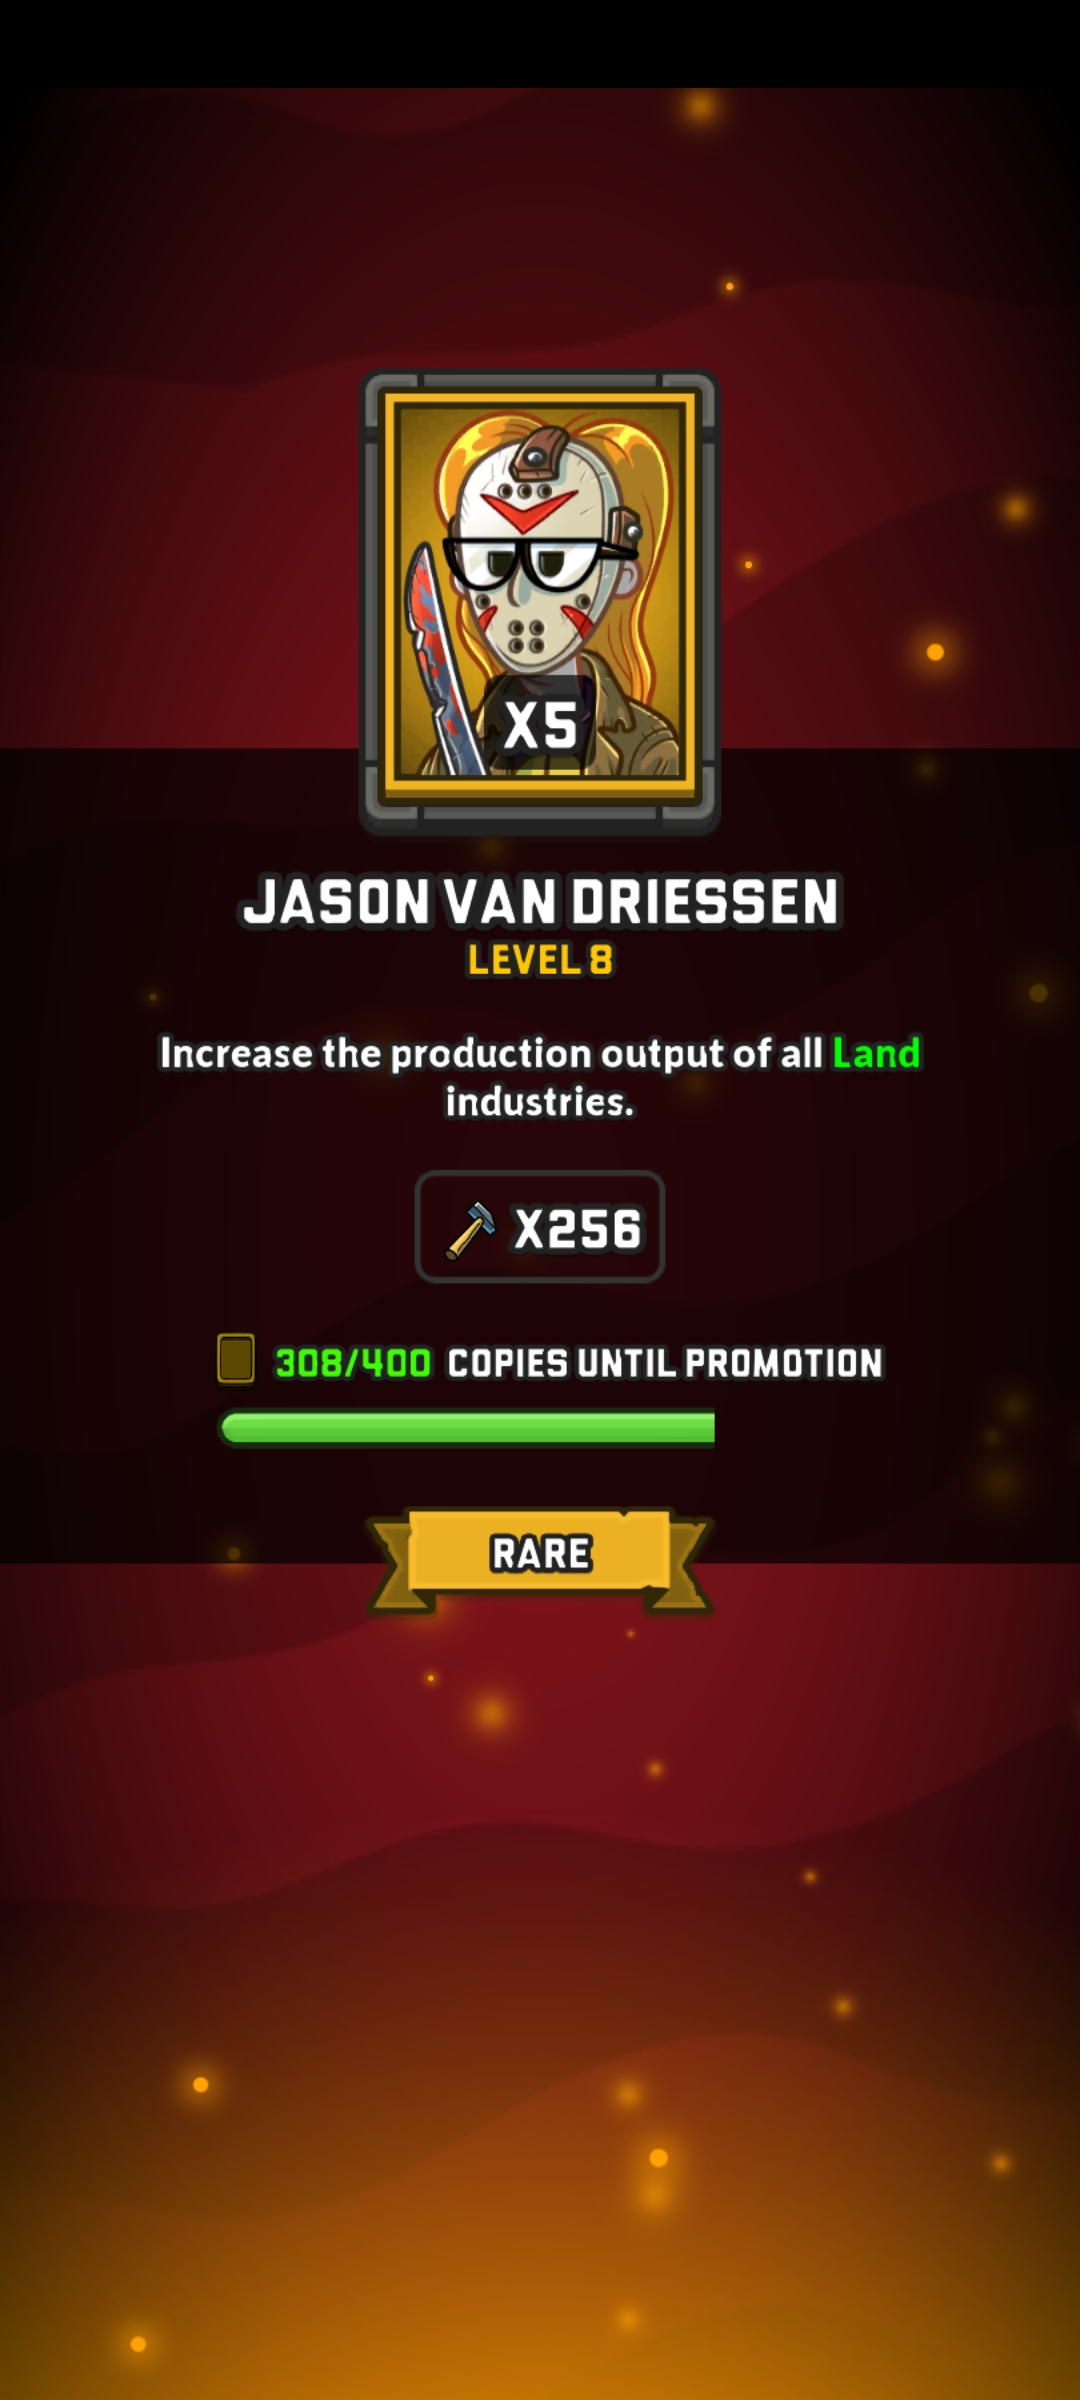 X5
JASON VAN DRIESSEN
LEVEL 8
Increase the production output of all Land
industries.
X256
308/400 COPIES UNTIL PROMOTION
RARE